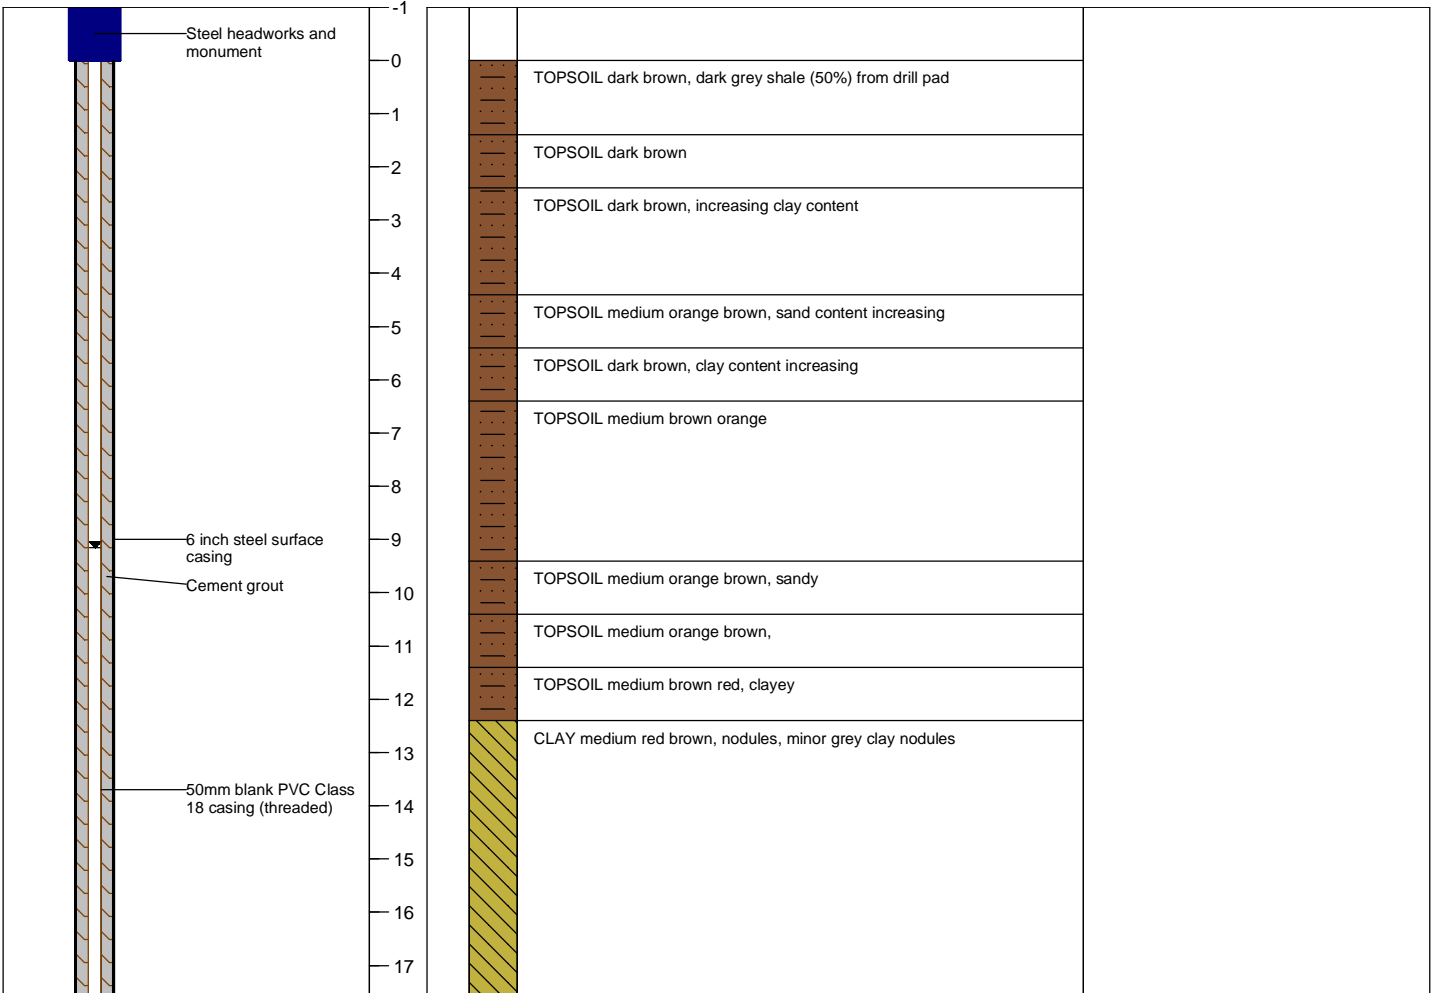 Steel headworks and
monument
6 inch steel surface
casing
Cement grout
50mm blank PVC Class
18 casing (threaded)
-1
0
1
2
3
4
5
6
7
8
9
10
11
12
13
14
15
16
17
TOPSOIL dark brown, dark grey shale (50%) from drill pad
TOPSOIL dark brown
TOPSOIL dark brown, increasing clay content
TOPSOIL medium orange brown, sand content increasing
TOPSOIL dark brown, clay content increasing
TOPSOIL medium brown orange
TOPSOIL medium orange brown, sandy
TOPSOIL medium orange brown,
TOPSOIL medium brown red, clayey
CLAY medium red brown, nodules, minor grey clay nodules